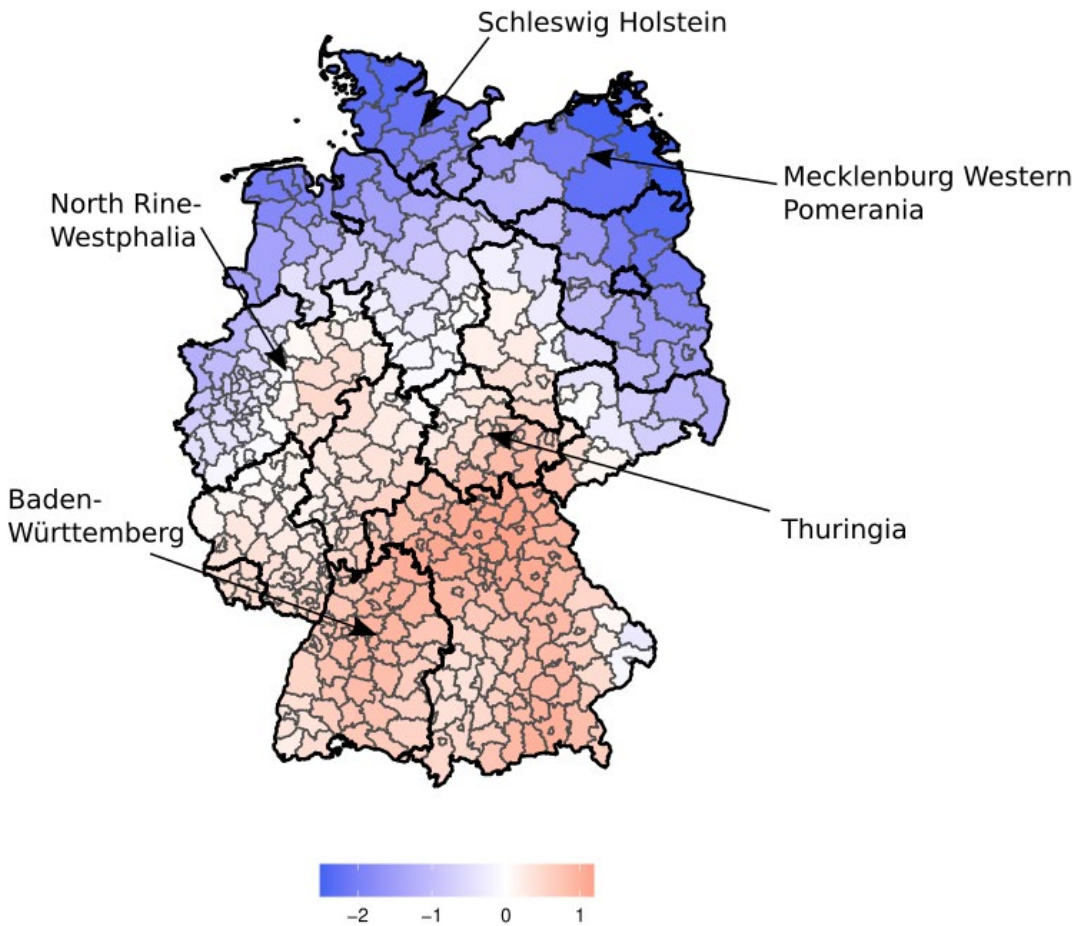 Schleswig Holstein
Mecklenburg Western
Pomerania
North Rine-
Westphalia
Baden-
Württemberg
Thuringia
−2 −1 0 1